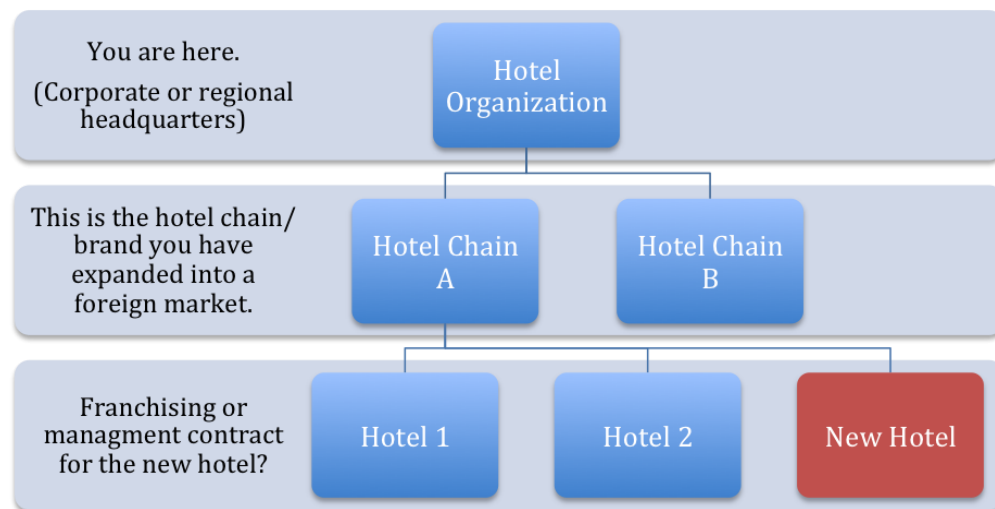 You are here.
(Corporate or regional
headquarters)
Hotel
Organization
This is the hotel chain/
brand you have
expanded into a
foreign market.
Hotel Chain
A
Hotel Chain
B
Franchising or
managment contract
for the new hotel?
Hotel 1
Hotel 2
New Hotel